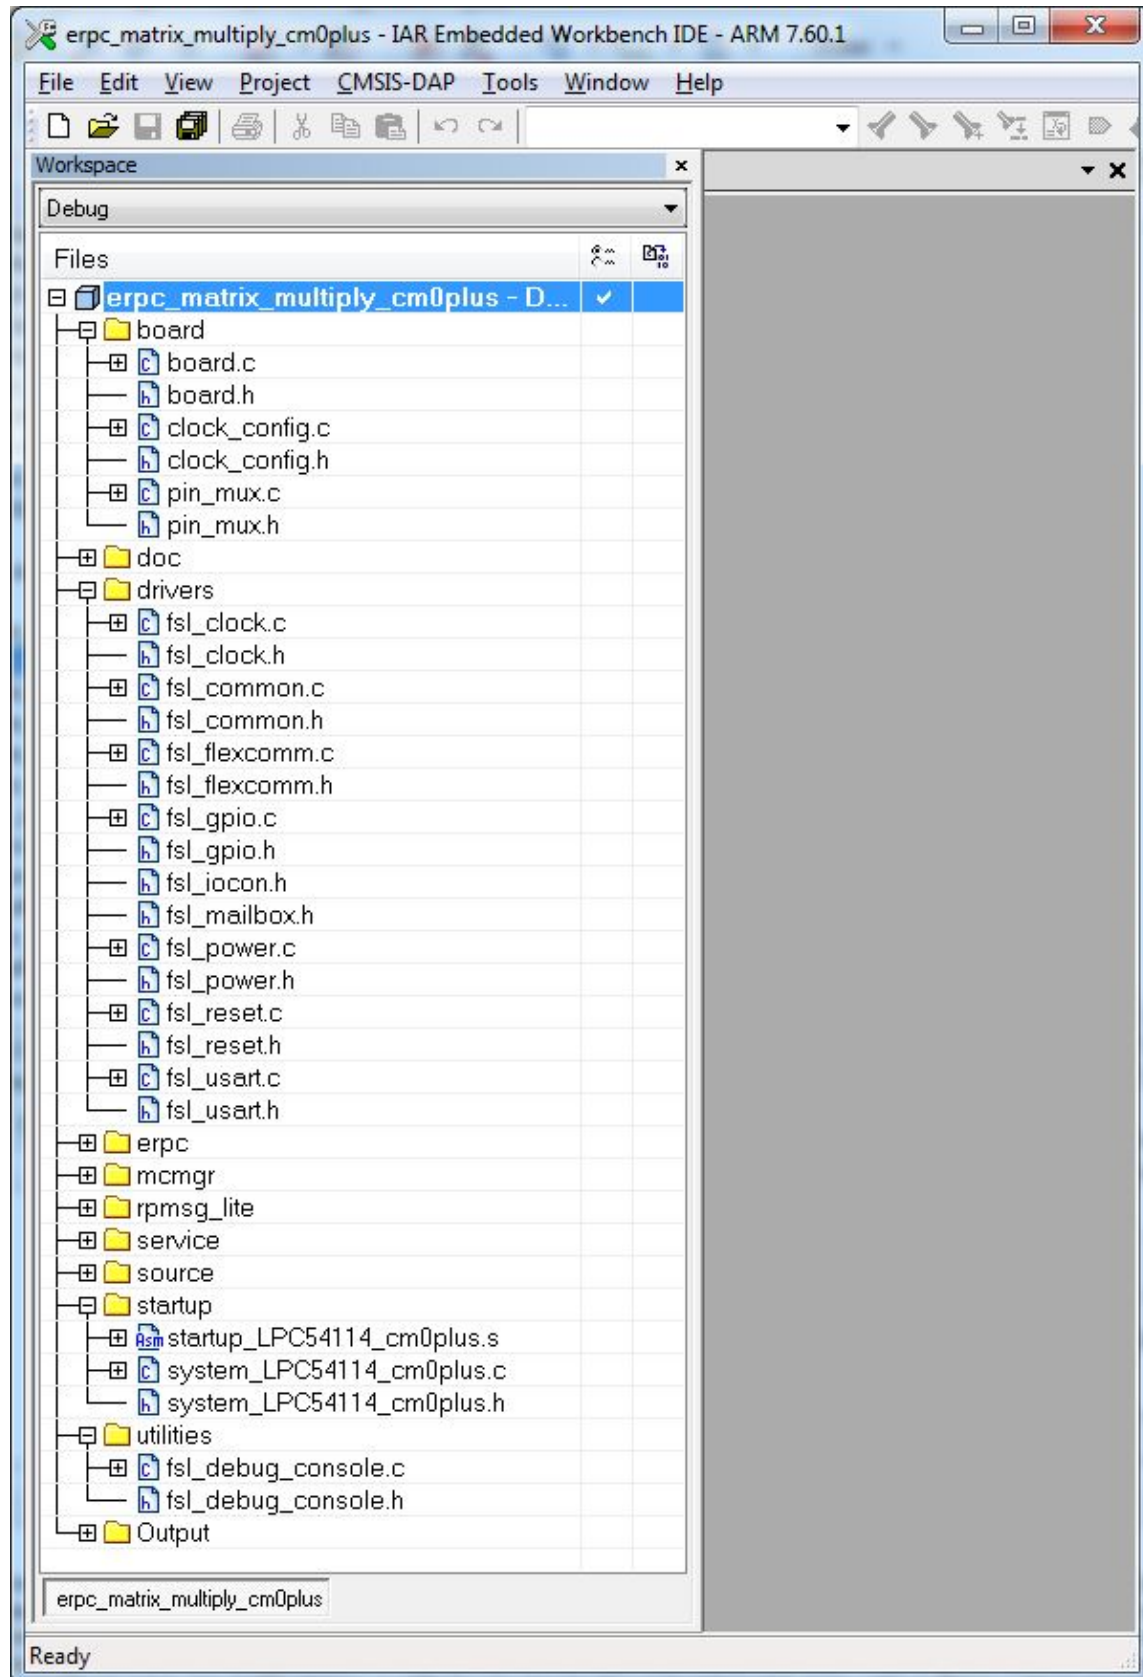 erpc_matrix_multiply_cm0plus - IAR Embedded Workbench IDE - ARM 7.60.1
File Edit View Project CMSIS-DAP Tools Window Help
Workspace
Debug
Files
erpc_matrix_multiply_cm0plus - D...
board
board.c
board.h
clock_config.c
clock_config.h
pin_mux.c
pin_mux.h
doc
drivers
fsl_clock.c
fsl_clock.h
fsl_common.c
fsl_common.h
fsl_flexcomm.c
fsl_flexcomm.h
fsl_gpio.c
fsl_gpio.h
fsl_iocon.h
fsl_mailbox.h
fsl_power.c
fsl_power.h
fsl_reset.c
fsl_reset.h
fsl_usart.c
fsl_usart.h
erpc
mcmgr
rpmsg_lite
service
source
startup
startup_LPC54114_cm0plus.s
system_LPC54114_cm0plus.c
system_LPC54114_cm0plus.h
utilities
fsl_debug_console.c
fsl_debug_console.h
Output
erpc_matrix_multiply_cm0plus
Ready